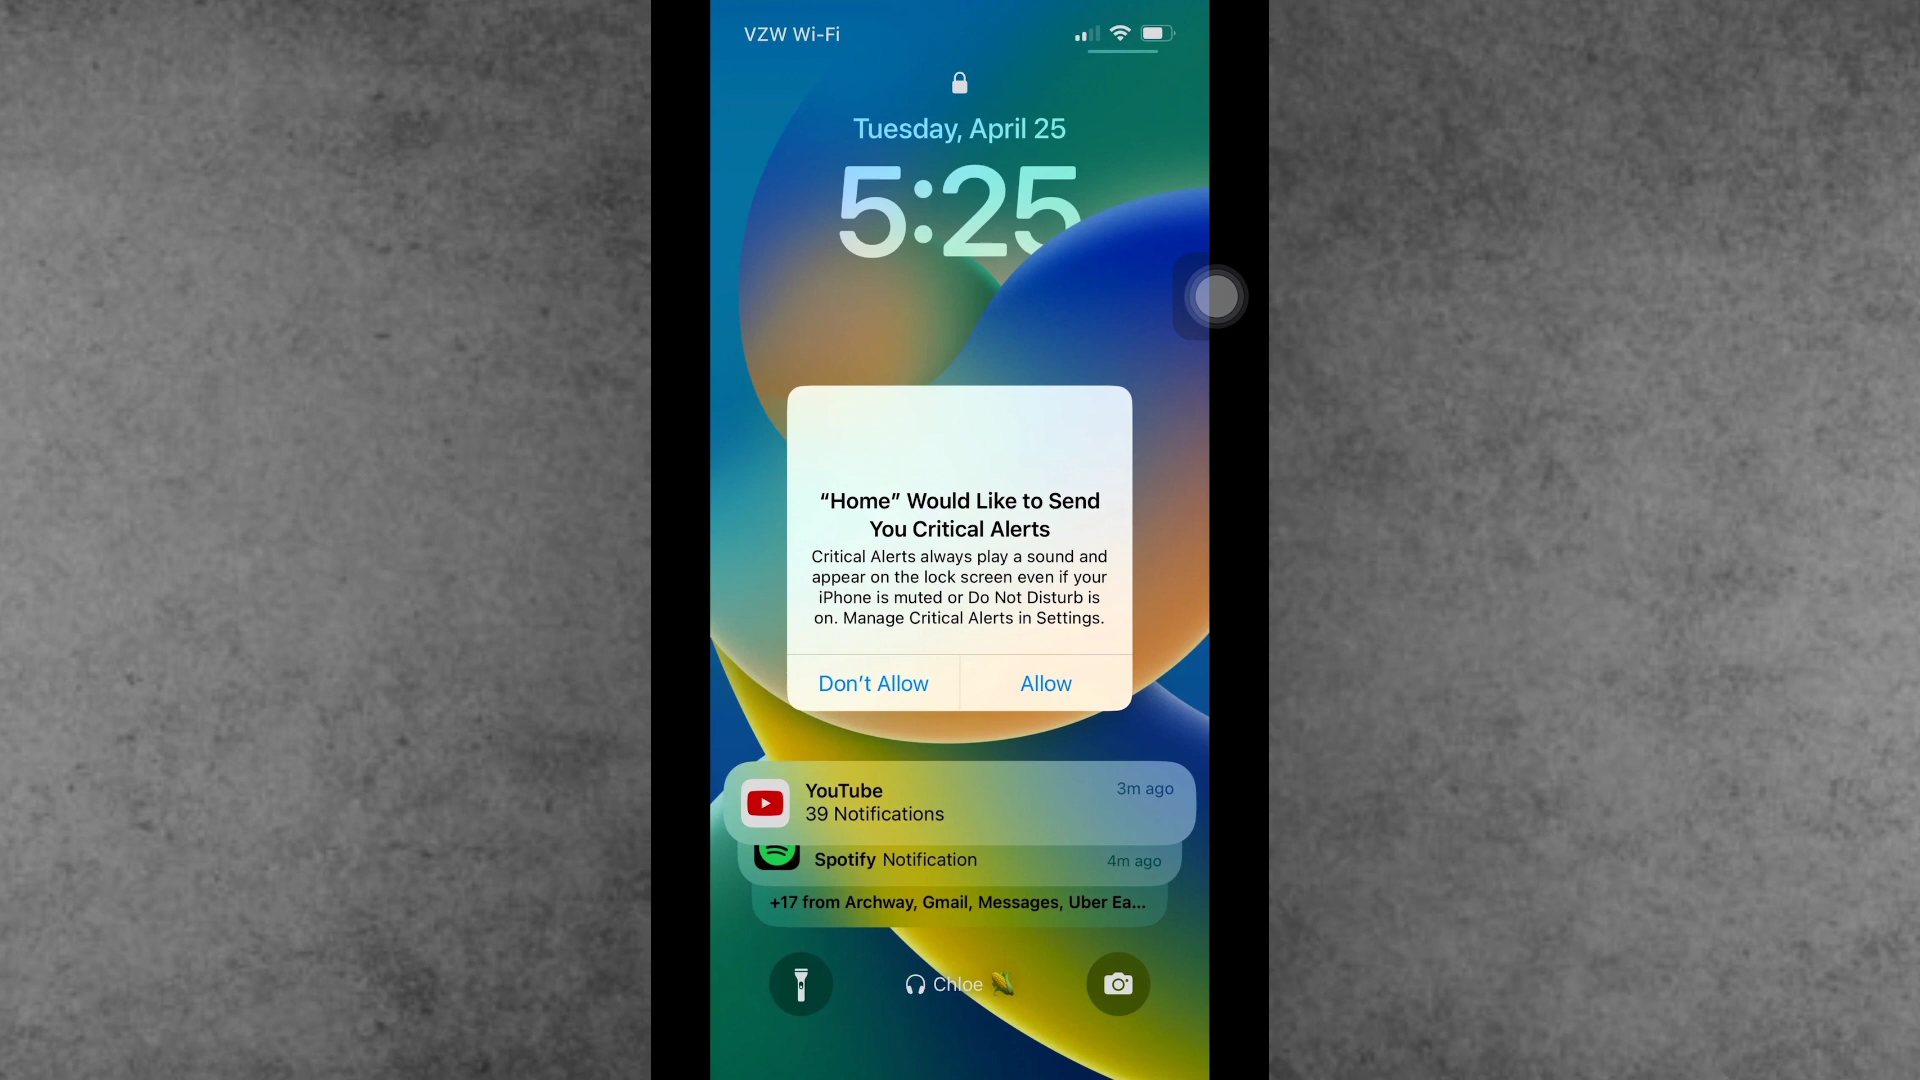 VZW Wi-Fi
Tuesday, April 25
5:25
“Home” Would Like to Send
You Critical Alerts
Critical Alerts always play a sound and
appear on the lock screen even if your
iPhone is muted or Do Not Disturb is
on. Manage Critical Alerts in Settings.
Don’t Allow Allow
YouTube 3m ago
39 Notifications
Spotify Notification 4m ago
+17 from Archway, Gmail, Messages, Uber Ea...
Chloe 🌽